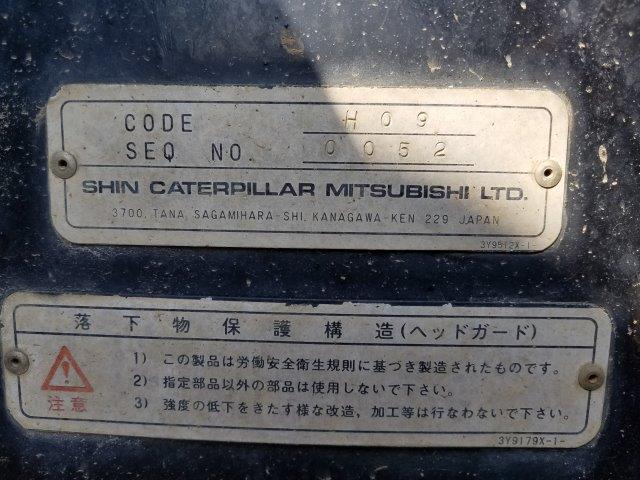 CODE H09
SEQ NO. 0052
SHIN CATERPILLAR MITSUBISHI LTD.
3700, TANA, SAGAMIHARA-SHI, KANAGAWA-KEN 229 JAPAN
3Y9512X-1-
落下物保護構造(ヘッドガード)
注意
1) この製品は労働安全衛生規則に基づき製造されたものです。
2) 指定部品以外の部品は使用しないで下さい。
3) 強度の低下をきたす様な改造,加工等は行なわないで下さい。
3Y9179X-1-